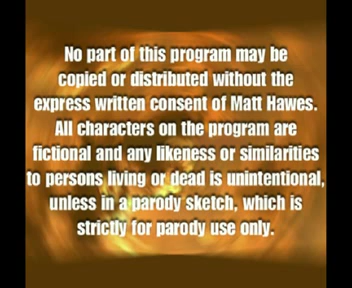 No part of this program may be
copied or distributed without the
express written consent of Matt Hawes.
All characters on the program are
fictional and any likeness or similarities
to persons living or dead is unintentional,
unless in a parody sketch, which is
strictly for parody use only.